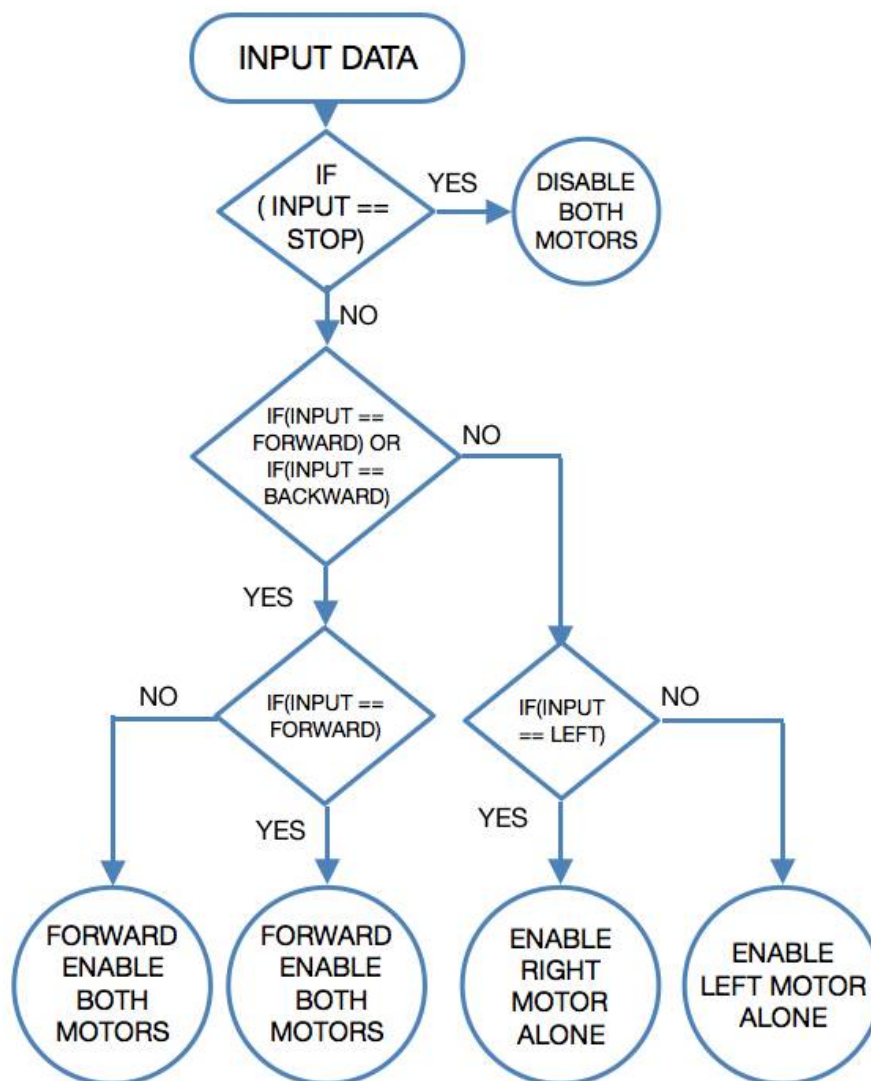 INPUT DATA
IF
( INPUT ==
STOP)
YES
DISABLE
BOTH
MOTORS
NO
IF(INPUT ==
FORWARD) OR
IF(INPUT ==
BACKWARD)
NO
YES
NO
IF(INPUT ==
FORWARD)
IF(INPUT
== LEFT)
NO
YES
YES
FORWARD
ENABLE
BOTH
MOTORS
FORWARD
ENABLE
BOTH
MOTORS
ENABLE
RIGHT
MOTOR
ALONE
ENABLE
LEFT MOTOR
ALONE